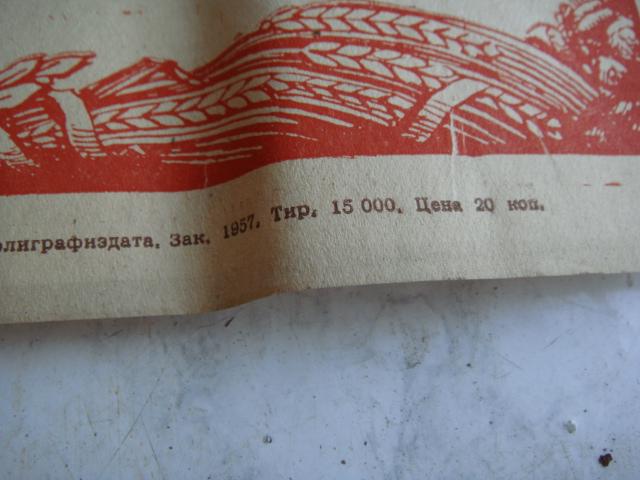 олиграфиздата. Зак. 1957. Тир. 15 000. Цена 20 коп.